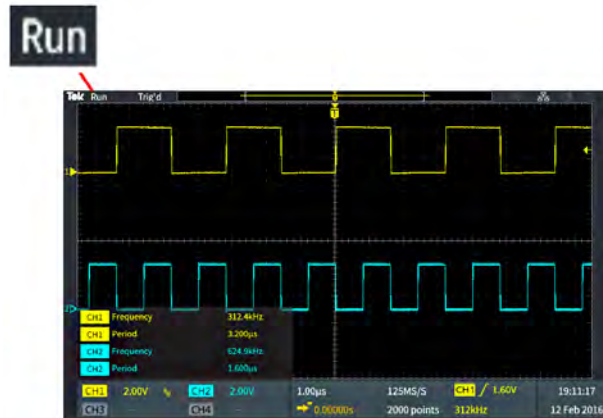 Run
Tek Run Trig'd
T
1
2
CH1 Frequency 312.4kHz
CH1 Period 3.200µs
CH2 Frequency 624.9kHz
CH2 Period 1.600µs
CH1 2.00V CH2 2.00V 1.00µs 125MS/S CH1 / 1.60V 19:11:17
CH3 CH4 0.00000s 2000 points 312kHz 12 Feb 2016